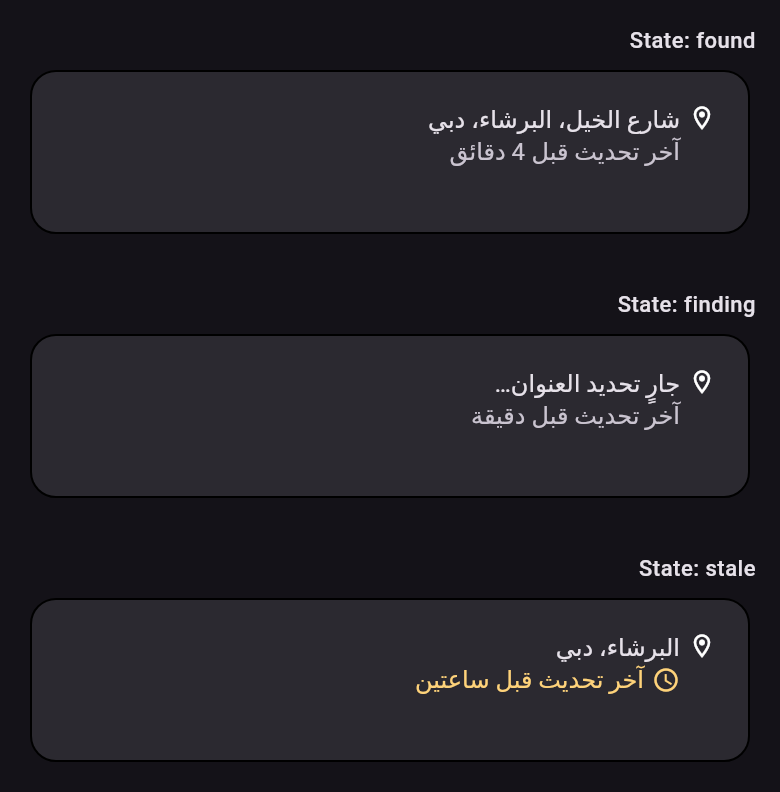 State: found
شارع الخيل، البرشاء، دبي
آخر تحديث قبل 4 دقائق
State: finding
جارٍ تحديد العنوان...
آخر تحديث قبل دقيقة
State: stale
البرشاء، دبي
آخر تحديث قبل ساعتين